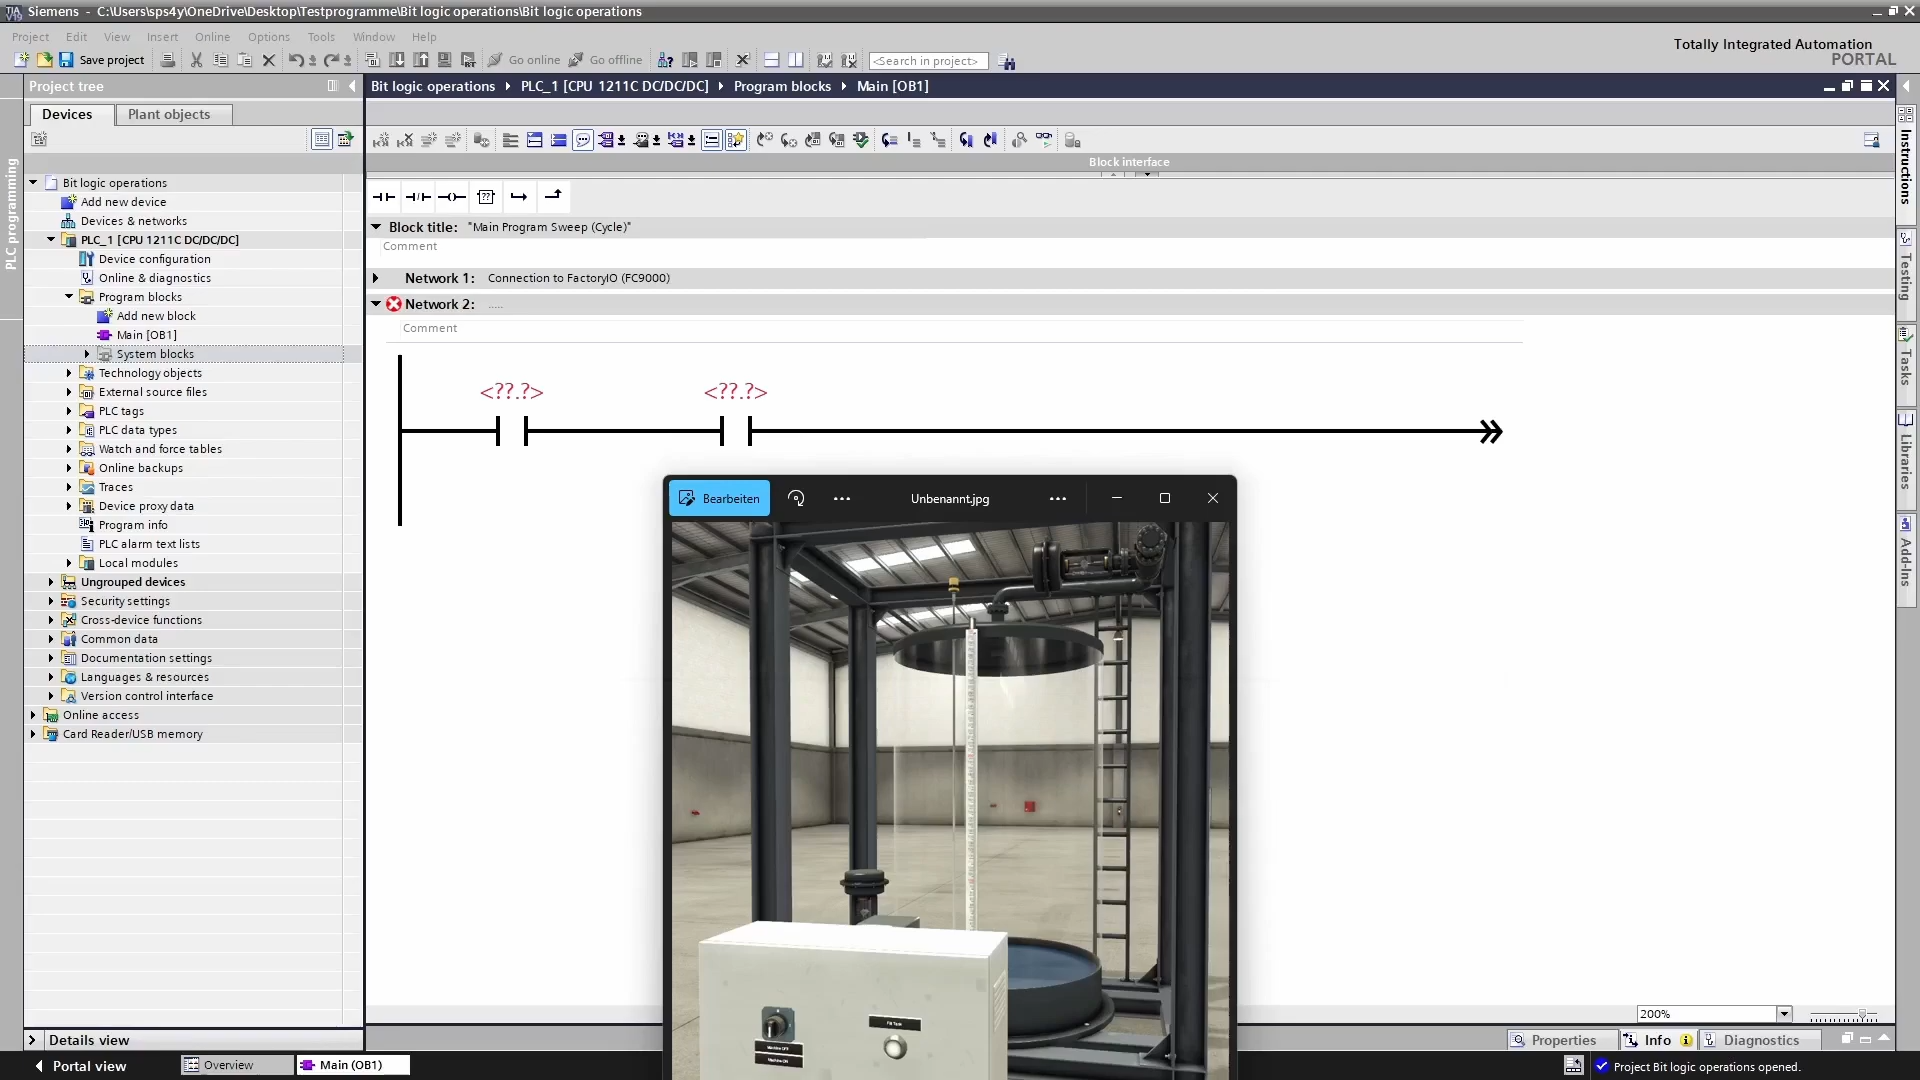 Siemens - C:\Users\sps4y\OneDrive\Desktop\Testprogramme\Bit logic operations\Bit logic operations
Project Edit View Insert Online Options Tools Window Help
Totally Integrated Automation
PORTAL
Save project
Go online
Go offline
<Search in project>
Project tree
Bit logic operations PLC_1 [CPU 1211C DC/DC/DC] Program blocks Main [OB1]
Devices
Plant objects
Block interface
PLC programming
Bit logic operations
Add new device
Devices & networks
PLC_1 [CPU 1211C DC/DC/DC]
Device configuration
Online & diagnostics
Program blocks
Add new block
Main [OB1]
System blocks
Technology objects
External source files
PLC tags
PLC data types
Watch and force tables
Online backups
Traces
Device proxy data
Program info
PLC alarm text lists
Local modules
Ungrouped devices
Security settings
Cross-device functions
Common data
Documentation settings
Languages & resources
Version control interface
Online access
Card Reader/USB memory
Details view
??
Block title: "Main Program Sweep (Cycle)"
Comment
Network 1: Connection to FactoryIO (FC9000)
Network 2: .....
Comment
<??.?>
<??.?>
Bearbeiten
Unbenannt.jpg
Fill Tank
Machine OFF
Machine ON
Instructions
Testing
Tasks
Libraries
Add-Ins
200%
Properties
Info
Diagnostics
Portal view
Overview
Main (OB1)
Project Bit logic operations opened.